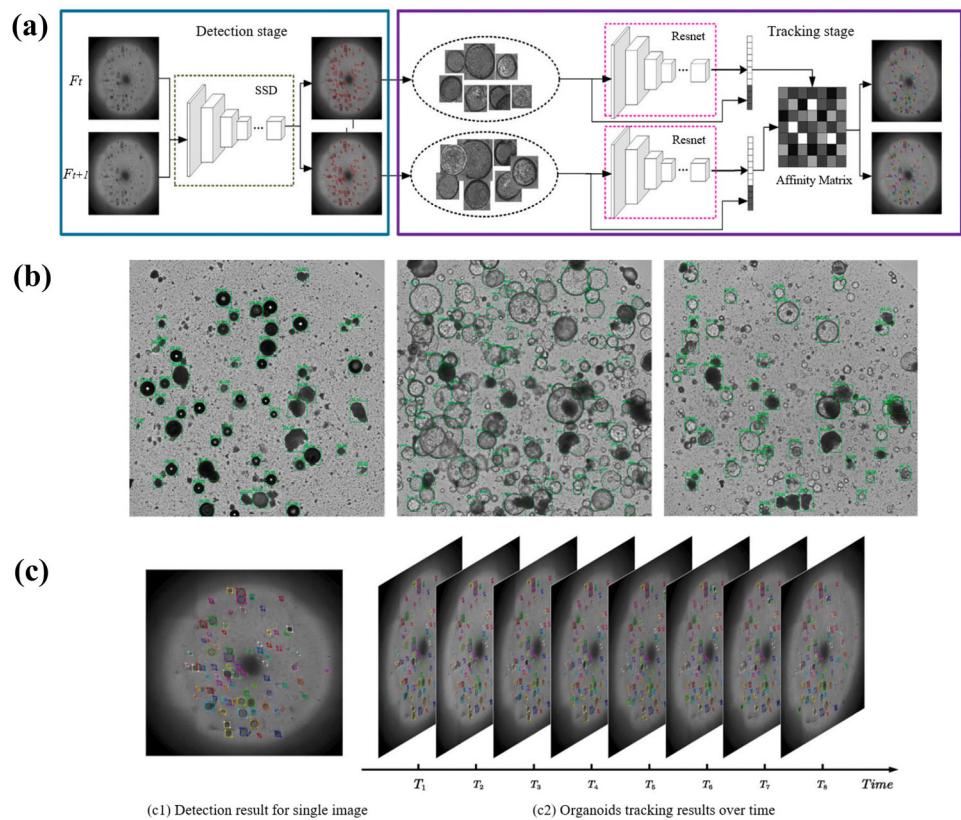 (a)
Detection stage
Resnet
Tracking stage
Ft
SSD
Ft+1
Resnet
Affinity Matrix
(b)
(c)
T1 T2 T3 T4 T5 T6 T7 T8 Time
(c1) Detection result for single image
(c2) Organoids tracking results over time